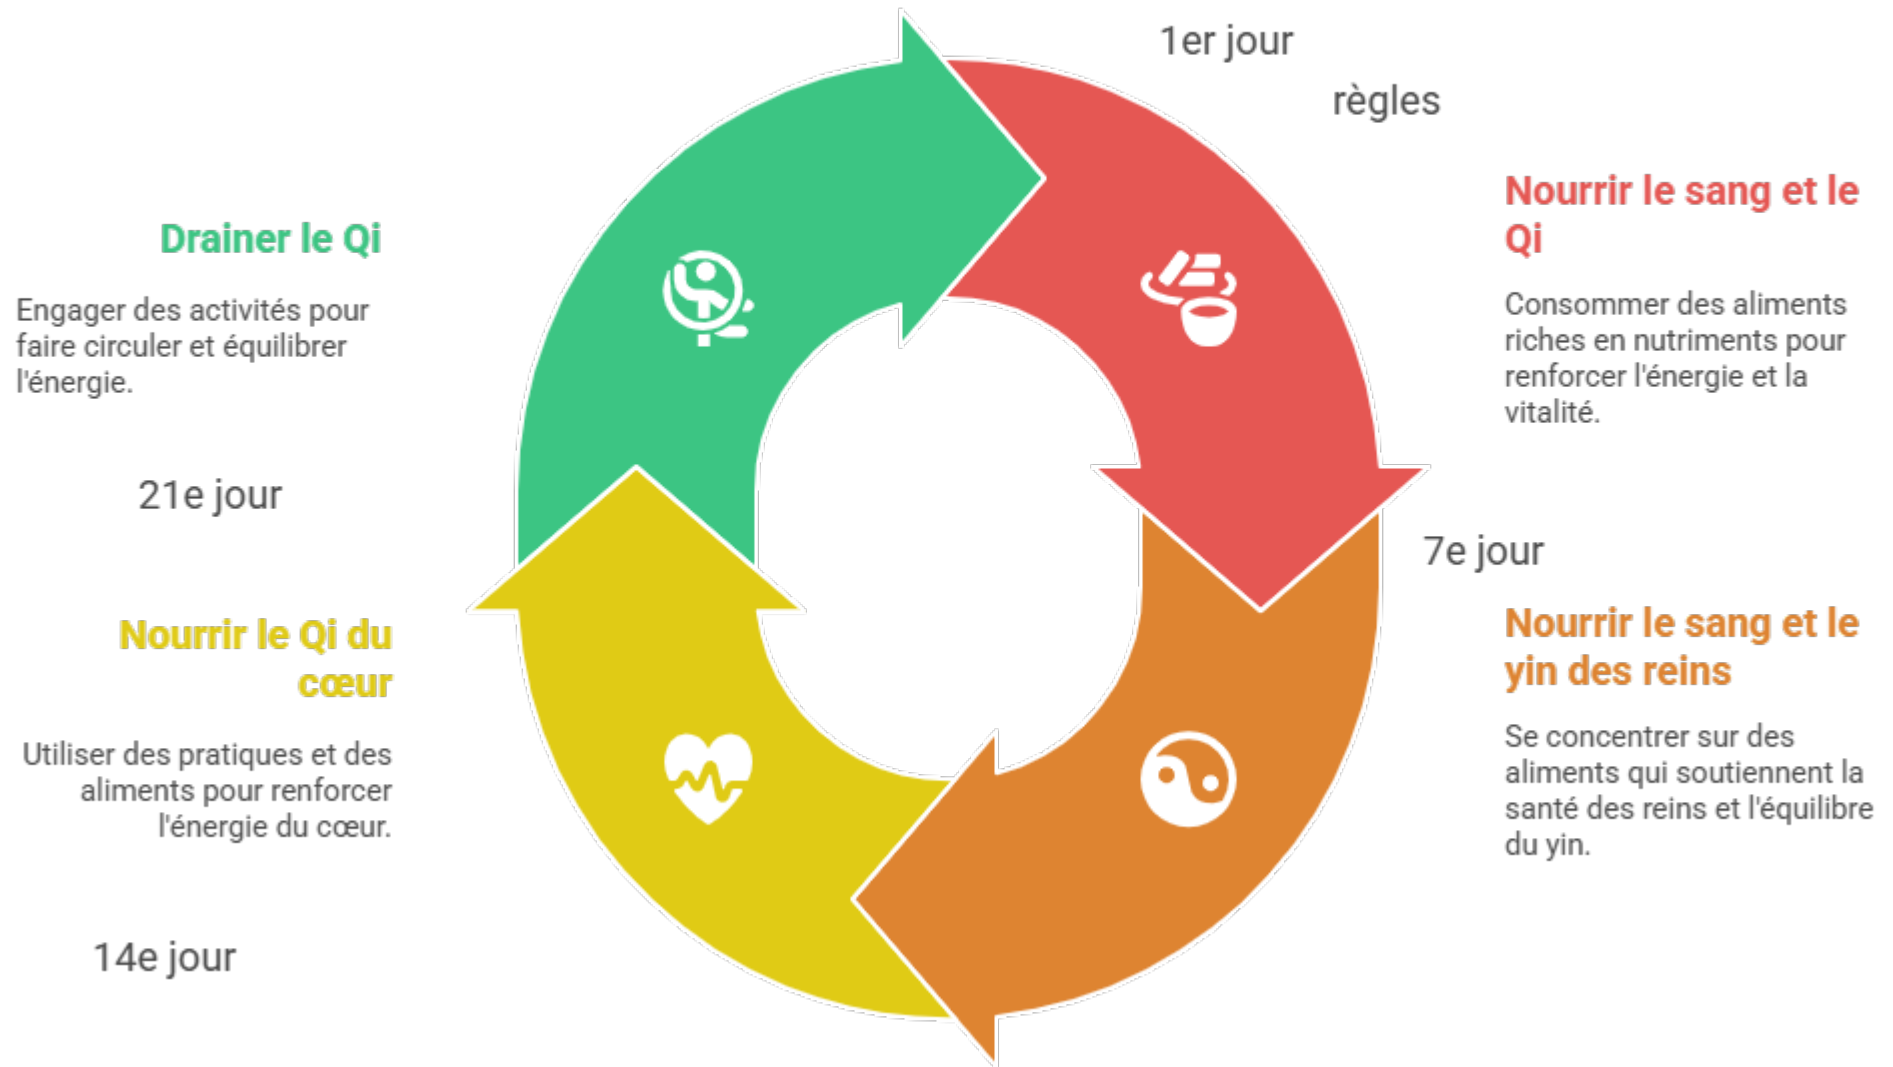 1er jour
règles
Nourrir le sang et le
Qi
Consommer des aliments
riches en nutriments pour
renforcer l'énergie et la
vitalité.
7e jour
Nourrir le sang et le
yin des reins
Se concentrer sur des
aliments qui soutiennent la
santé des reins et l'équilibre
du yin.
14e jour
Nourrir le Qi du
cœur
Utiliser des pratiques et des
aliments pour renforcer
l'énergie du cœur.
21e jour
Drainer le Qi
Engager des activités pour
faire circuler et équilibrer
l'énergie.